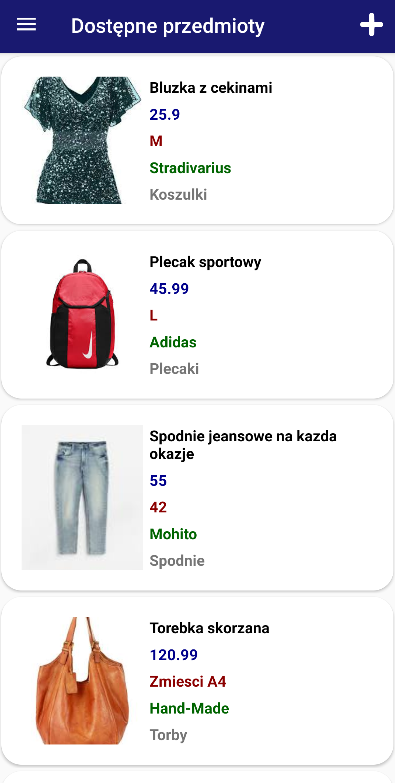 Dostępne przedmioty
Bluzka z cekinami
25.9
M
Stradivarius
Koszulki
Plecak sportowy
45.99
L
Adidas
Plecaki
Spodnie jeansowe na kazda
okazje
55
42
Mohito
Spodnie
Torebka skorzana
120.99
Zmiesci A4
Hand-Made
Torby